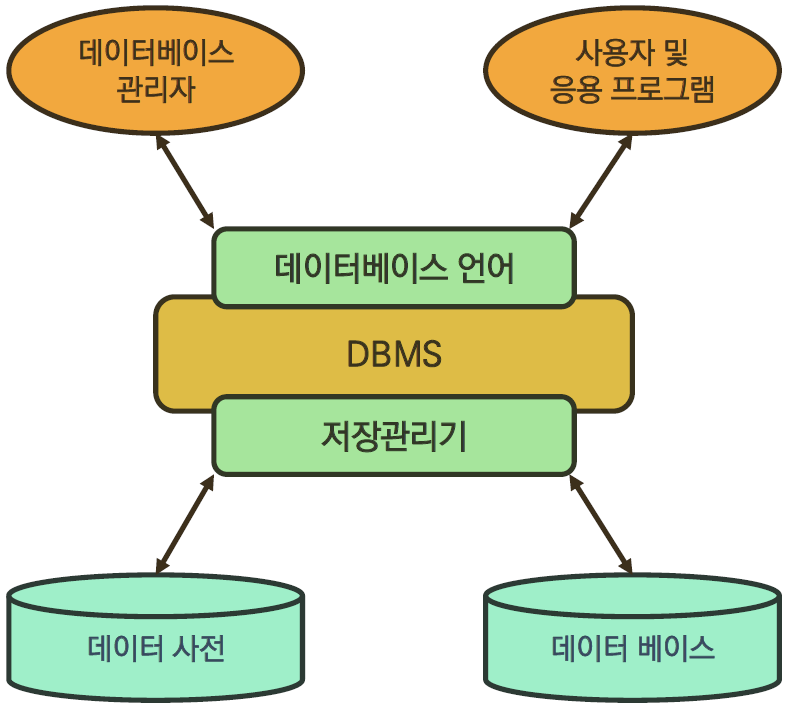 데이터베이스
관리자
사용자 및
응용 프로그램
데이터베이스 언어
DBMS
저장관리기
데이터 사전
데이터 베이스